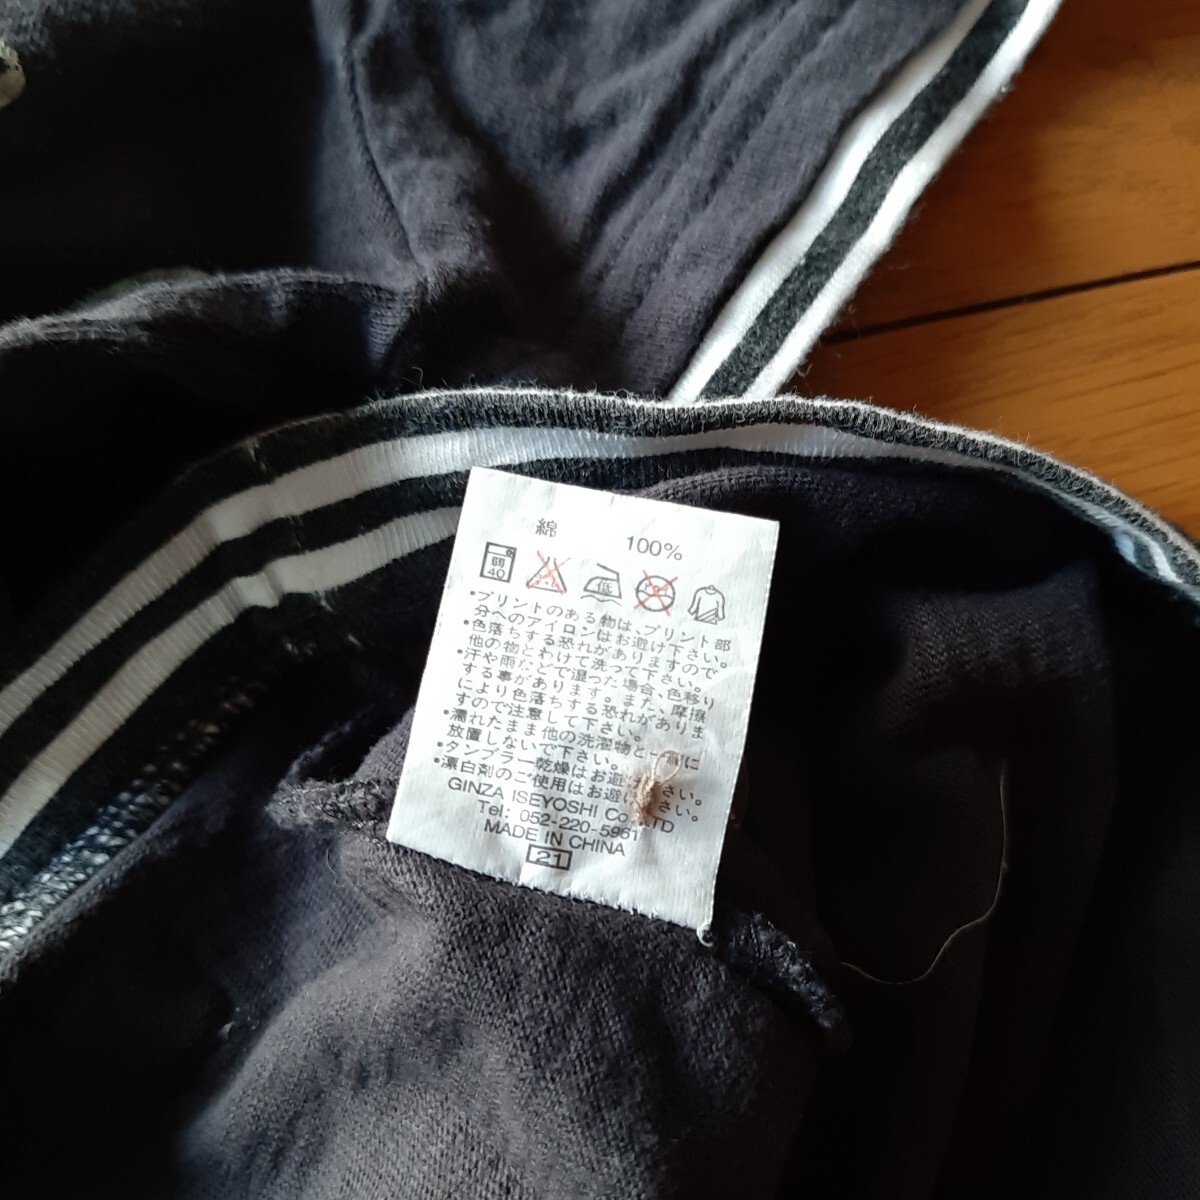 綿 100%
弱 40 低
•プリントのある物は、プリント部
分へのアイロンはお避け下さい。
•色落ちする恐れがありますので
他の物とわけて洗って下さい。
•汗や雨などで湿った場合、色移り
する事があります。また、摩擦
により色落ちする恐れがありま
すので注意して下さい。
•濡れたまま他の洗濯物と一緒に
放置しないで下さい。
•タンブラー乾燥はお避け下さい。
•漂白剤のご使用はお避け下さい。
GINZA ISEYOSHI Co.,LTD
Tel: 052-220-5961
MADE IN CHINA
21